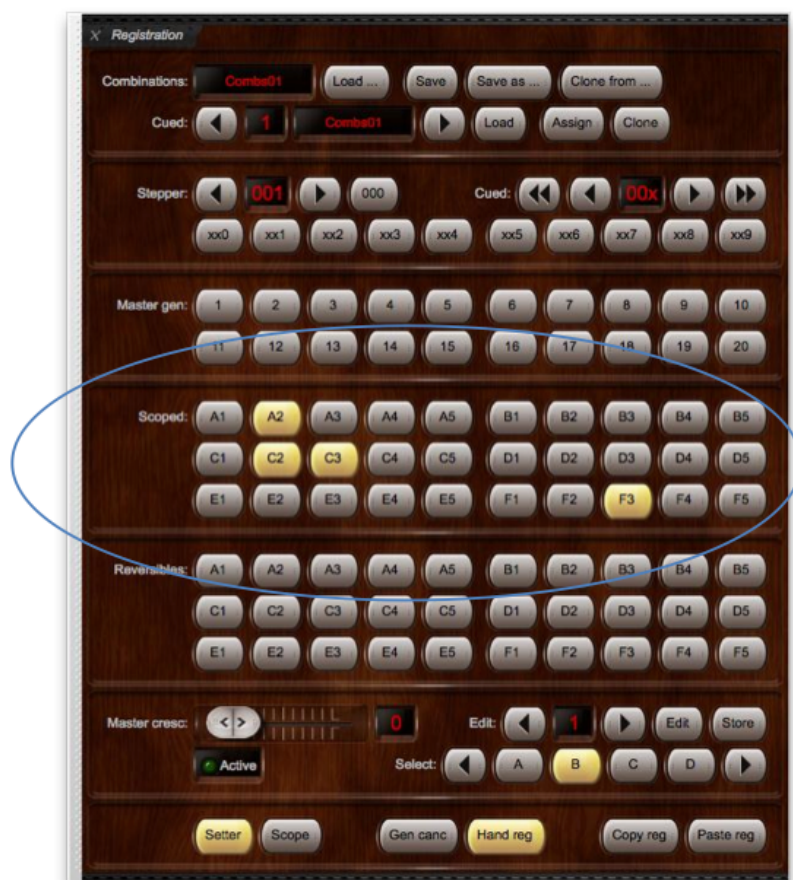 X Registration
Combinations: Combs01 Load ... Save Save as ... Clone from ...
Cued: 1 Combs01 Load Assign Clone
Stepper: 001 000 Cued: 00x
xx0 xx1 xx2 xx3 xx4 xx5 xx6 xx7 xx8 xx9
Master gen: 1 2 3 4 5 6 7 8 9 10
11 12 13 14 15 16 17 18 19 20
Scoped: A1 A2 A3 A4 A5 B1 B2 B3 B4 B5
C1 C2 C3 C4 C5 D1 D2 D3 D4 D5
E1 E2 E3 E4 E5 F1 F2 F3 F4 F5
Reversibles: A1 A2 A3 A4 A5 B1 B2 B3 B4 B5
C1 C2 C3 C4 C5 D1 D2 D3 D4 D5
E1 E2 E3 E4 E5 F1 F2 F3 F4 F5
Master cresc: < > 0 Edit: 1 Edit Store
Active Select: A B C D
Setter Scope Gen canc Hand reg Copy reg Paste reg